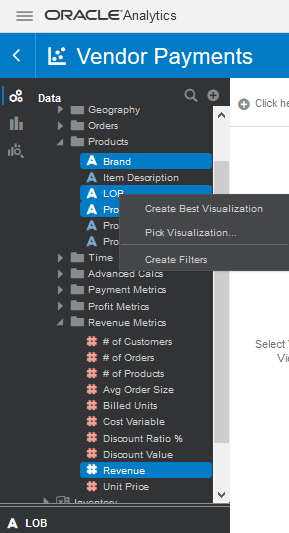 ORACLE Analytics
Vendor Payments
Data
Geography
Orders
Products
Brand
Item Description
LOP
Pro
Pro
Pro
Create Best Visualization
Pick Visualization...
Create Filters
Click he
Time
Advanced Calcs
Payment Metrics
Profit Metrics
Revenue Metrics
# of Customers
# of Orders
# of Products
Avg Order Size
Billed Units
Cost Variable
Discount Ratio %
Discount Value
Revenue
Unit Price
Select
Vi
Inventory
LOB